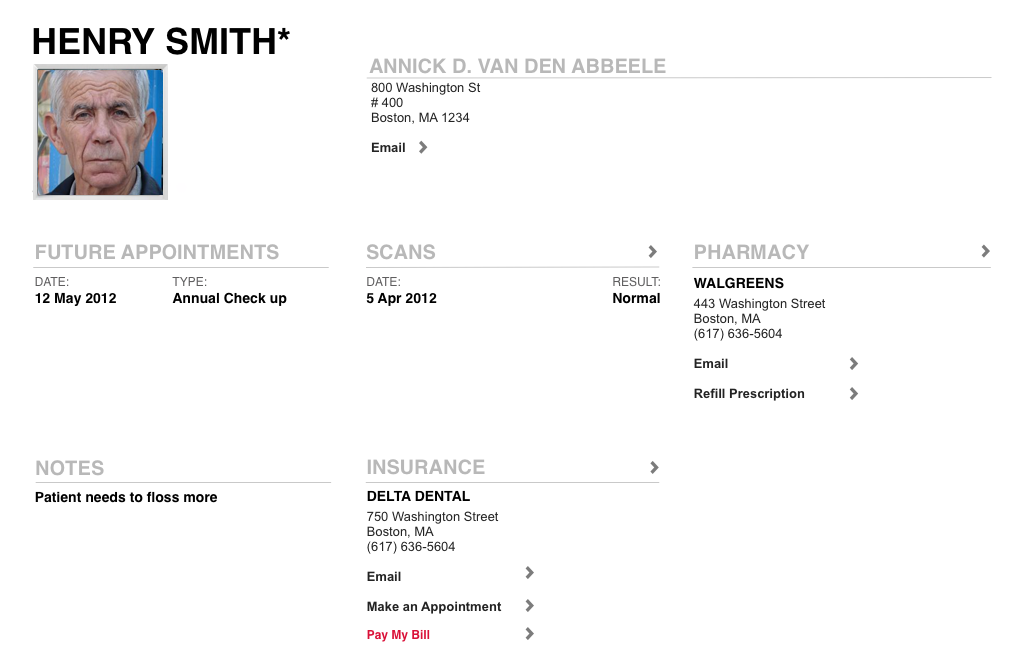 HENRY SMITH*
ANNICK D. VAN DEN ABBEELE
800 Washington St
# 400
Boston, MA 1234
Email
FUTURE APPOINTMENTS
DATE: TYPE:
12 May 2012 Annual Check up
SCANS
DATE: RESULT:
5 Apr 2012 Normal
PHARMACY
WALGREENS
443 Washington Street
Boston, MA
(617) 636-5604
Email
Refill Prescription
NOTES
Patient needs to floss more
INSURANCE
DELTA DENTAL
750 Washington Street
Boston, MA
(617) 636-5604
Email
Make an Appointment
Pay My Bill